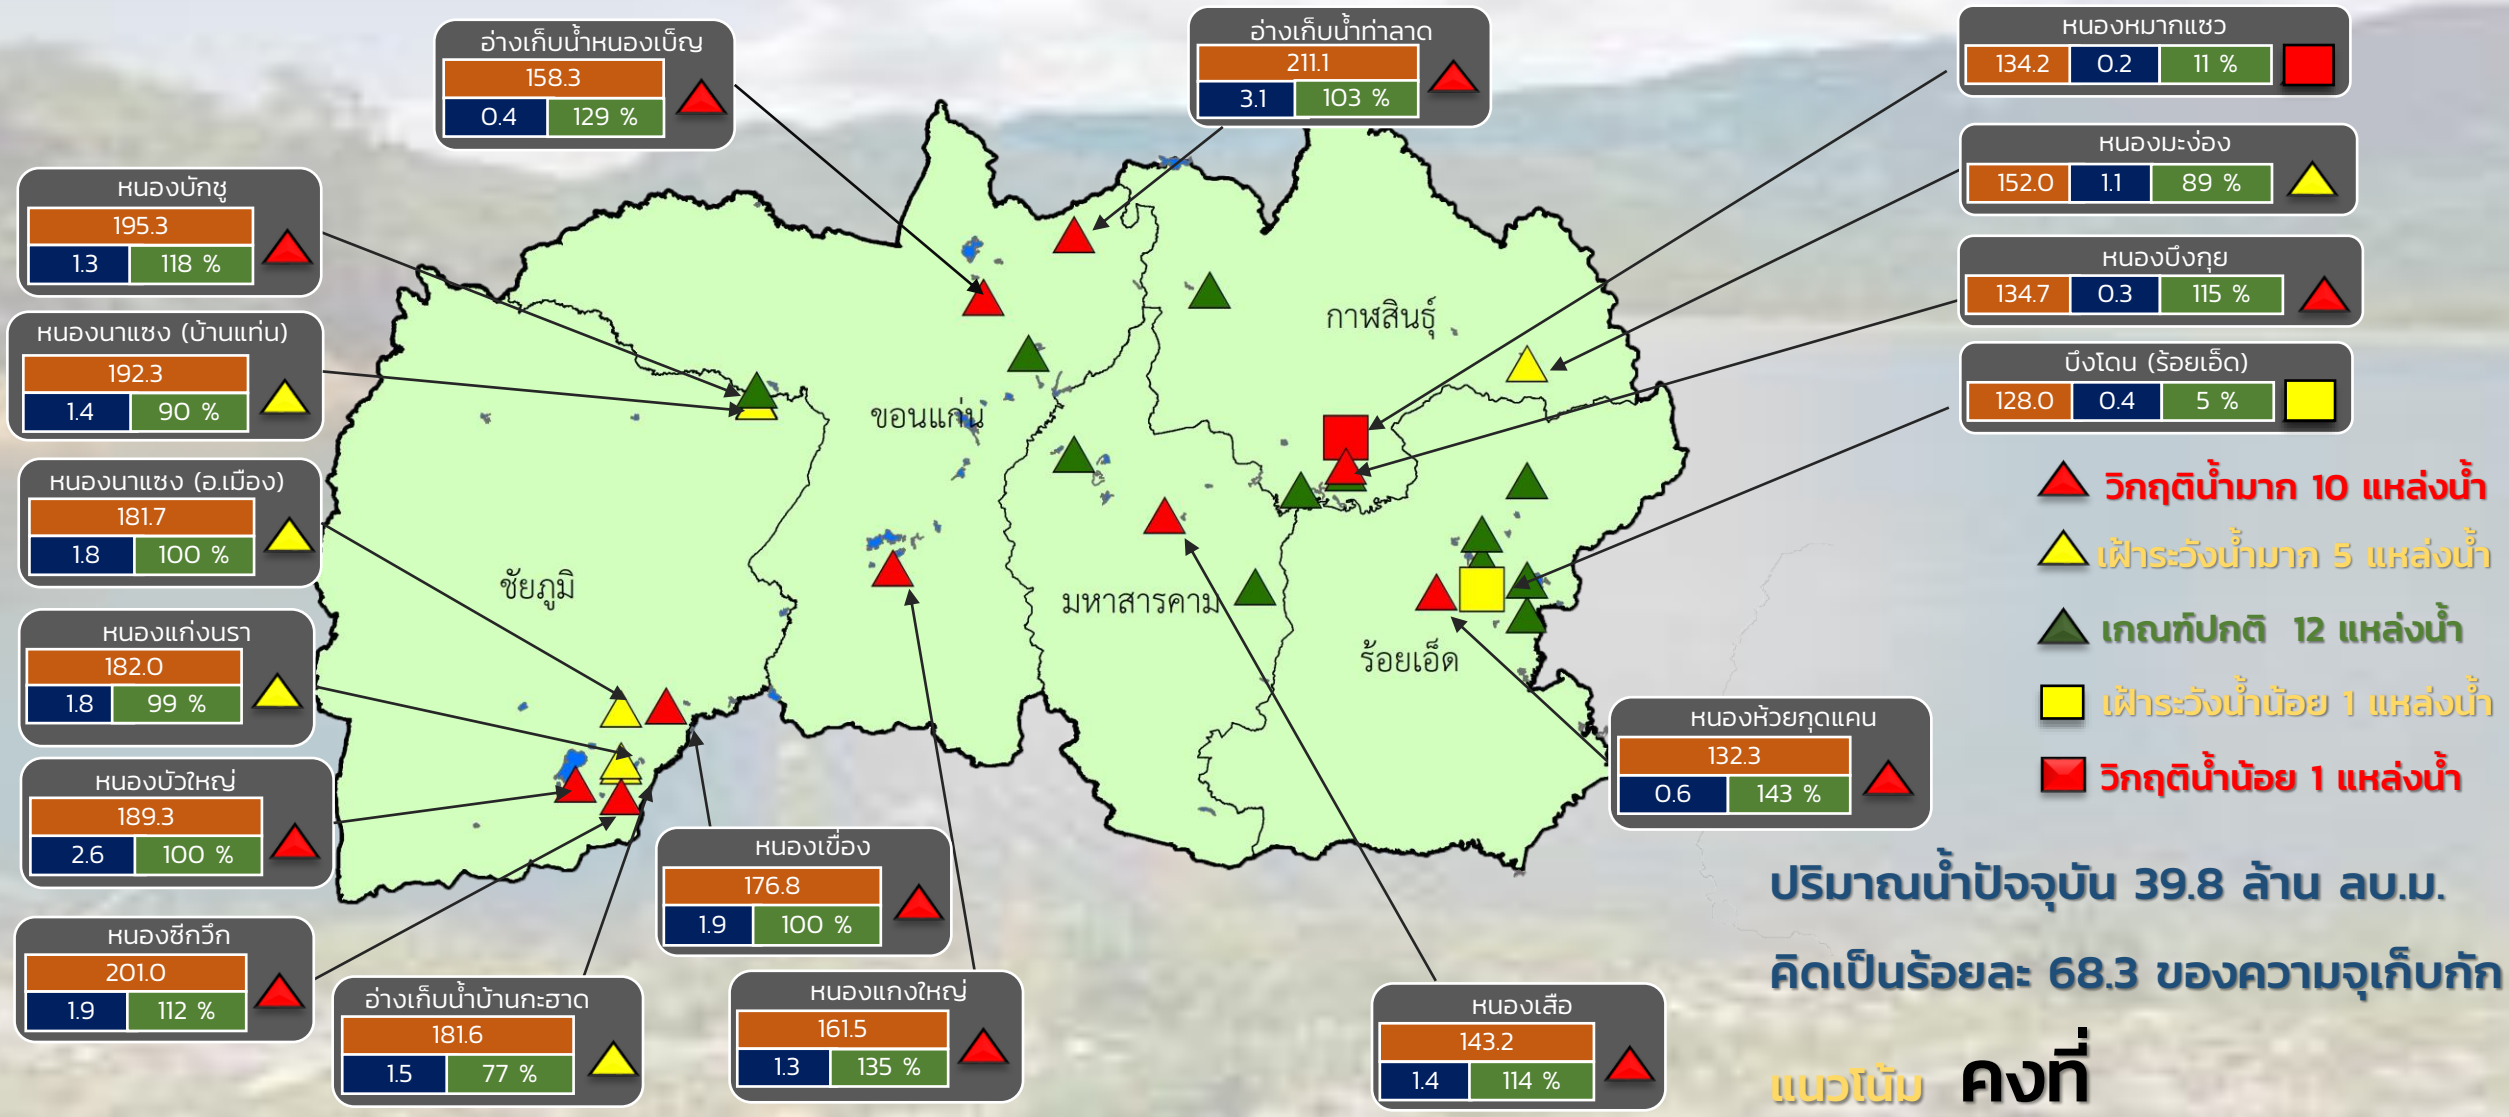 อ่างเก็บน้ำหนองเบ็ญ
158.3
0.4 129 %
อ่างเก็บน้ำท่าลาด
211.1
3.1 103 %
หนองหมากแซว
134.2 0.2 11 %
หนองมะง่อง
152.0 1.1 89 %
หนองบึงกุย
134.7 0.3 115 %
บึงโดน (ร้อยเอ็ด)
128.0 0.4 5 %
หนองบักชู
195.3
1.3 118 %
หนองนาแซง (บ้านแท่น)
192.3
1.4 90 %
หนองนาแซง (อ.เมือง)
181.7
1.8 100 %
หนองแก่งนรา
182.0
1.8 99 %
หนองบัวใหญ่
189.3
2.6 100 %
หนองซีกวึก
201.0
1.9 112 %
อ่างเก็บน้ำบ้านกะฮาด
181.6
1.5 77 %
หนองเขื่อง
176.8
1.9 100 %
หนองแกงใหญ่
161.5
1.3 135 %
หนองเสือ
143.2
1.4 114 %
หนองห้วยกุดแคน
132.3
0.6 143 %
กาฬสินธุ์
ขอนแก่น
ชัยภูมิ
มหาสารคาม
ร้อยเอ็ด
วิกฤติน้ำมาก 10 แหล่งน้ำ
เฝ้าระวังน้ำมาก 5 แหล่งน้ำ
เกณฑ์ปกติ 12 แหล่งน้ำ
เฝ้าระวังน้ำน้อย 1 แหล่งน้ำ
วิกฤติน้ำน้อย 1 แหล่งน้ำ
ปริมาณน้ำปัจจุบัน 39.8 ล้าน ลบ.ม.
คิดเป็นร้อยละ 68.3 ของความจุเก็บกัก
แนวโน้ม คงที่